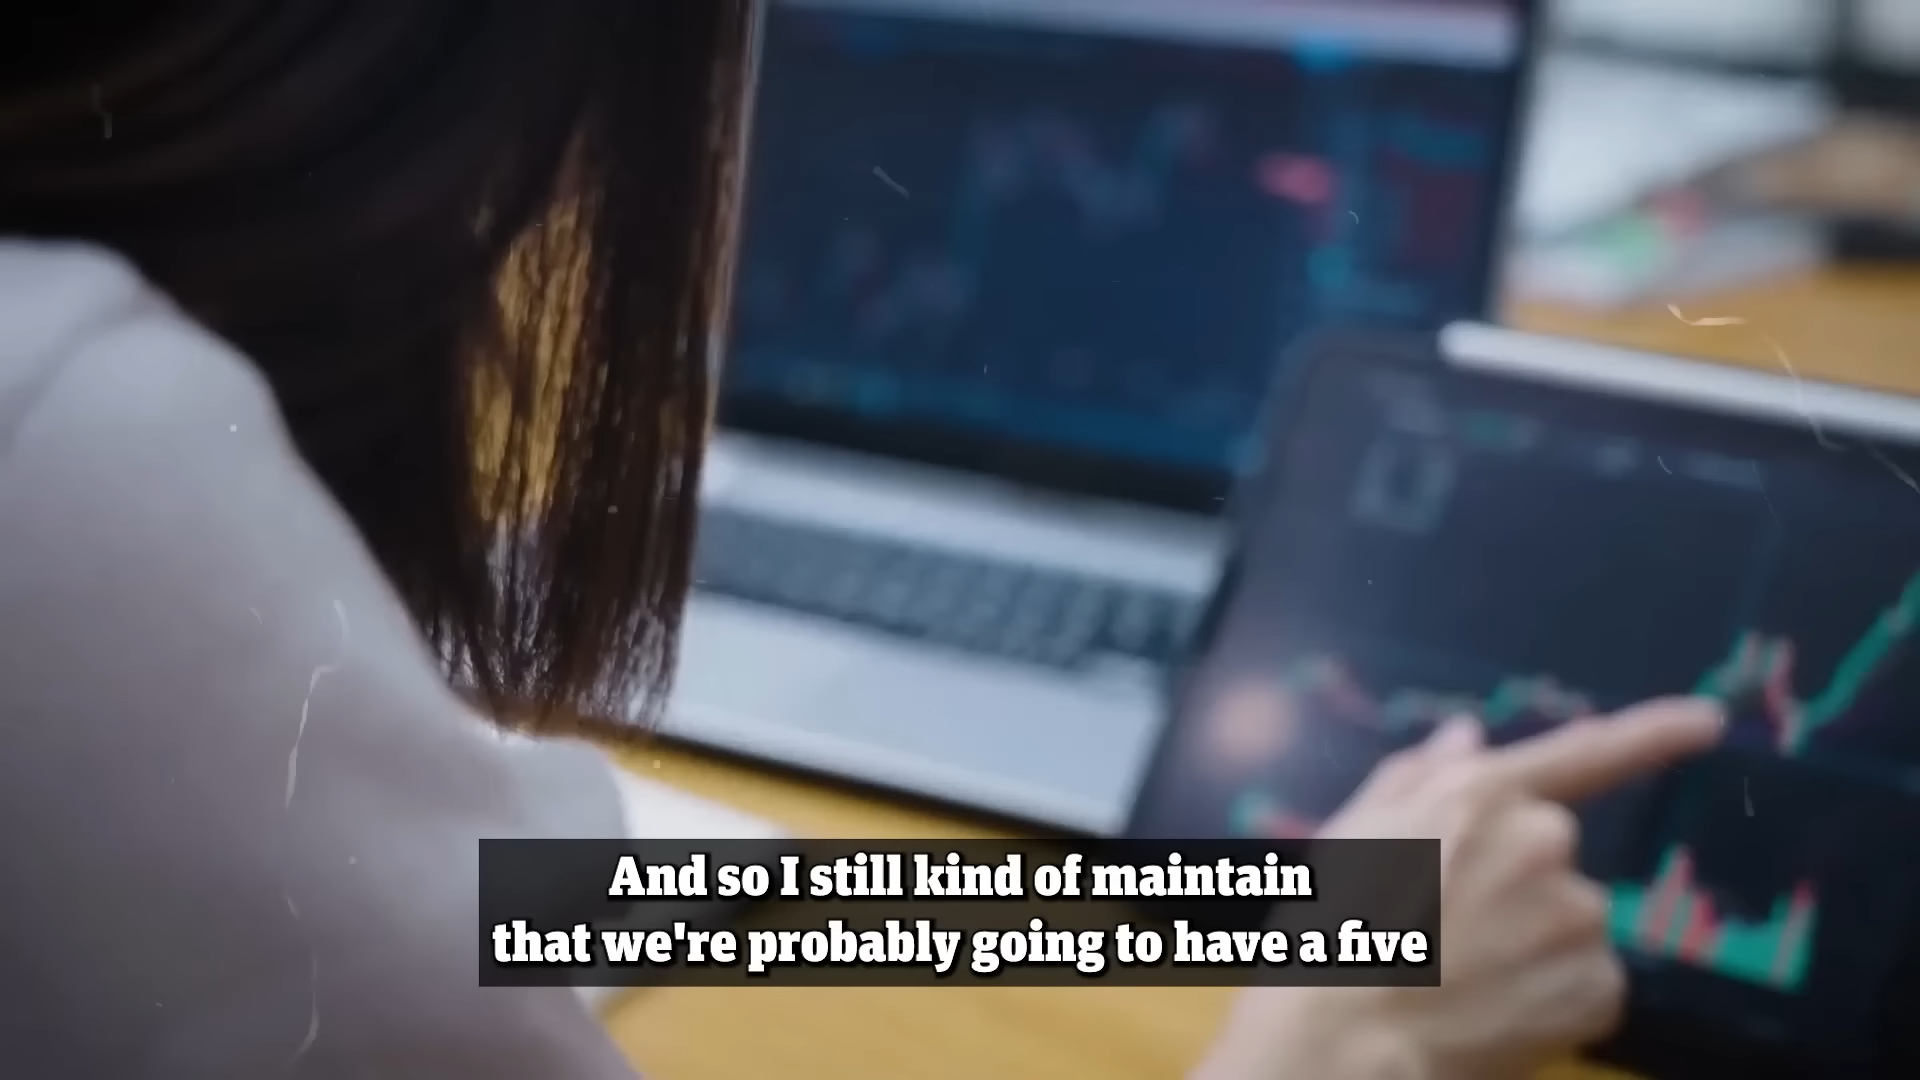 And so I still kind of maintain
that we're probably going to have a five